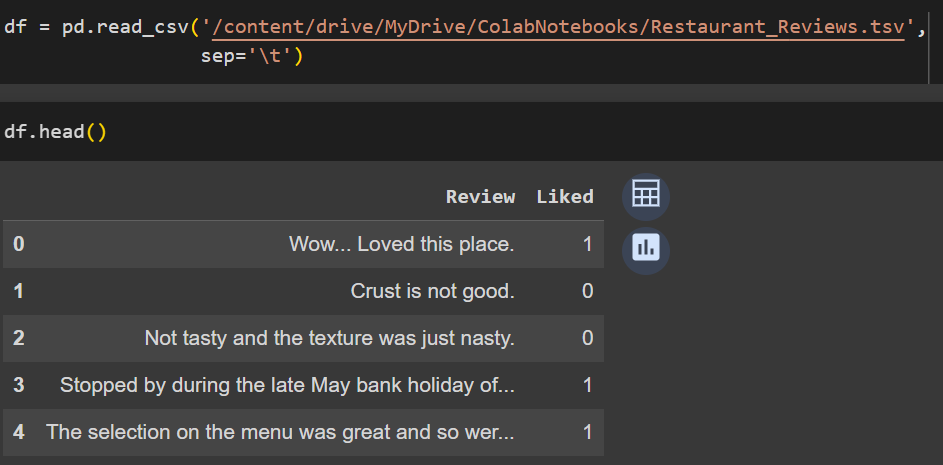 df = pd.read_csv('/content/drive/MyDrive/ColabNotebooks/Restaurant_Reviews.tsv',
sep='\t')
df.head()
Review Liked
0 Wow... Loved this place. 1
1 Crust is not good. 0
2 Not tasty and the texture was just nasty. 0
3 Stopped by during the late May bank holiday of... 1
4 The selection on the menu was great and so wer... 1